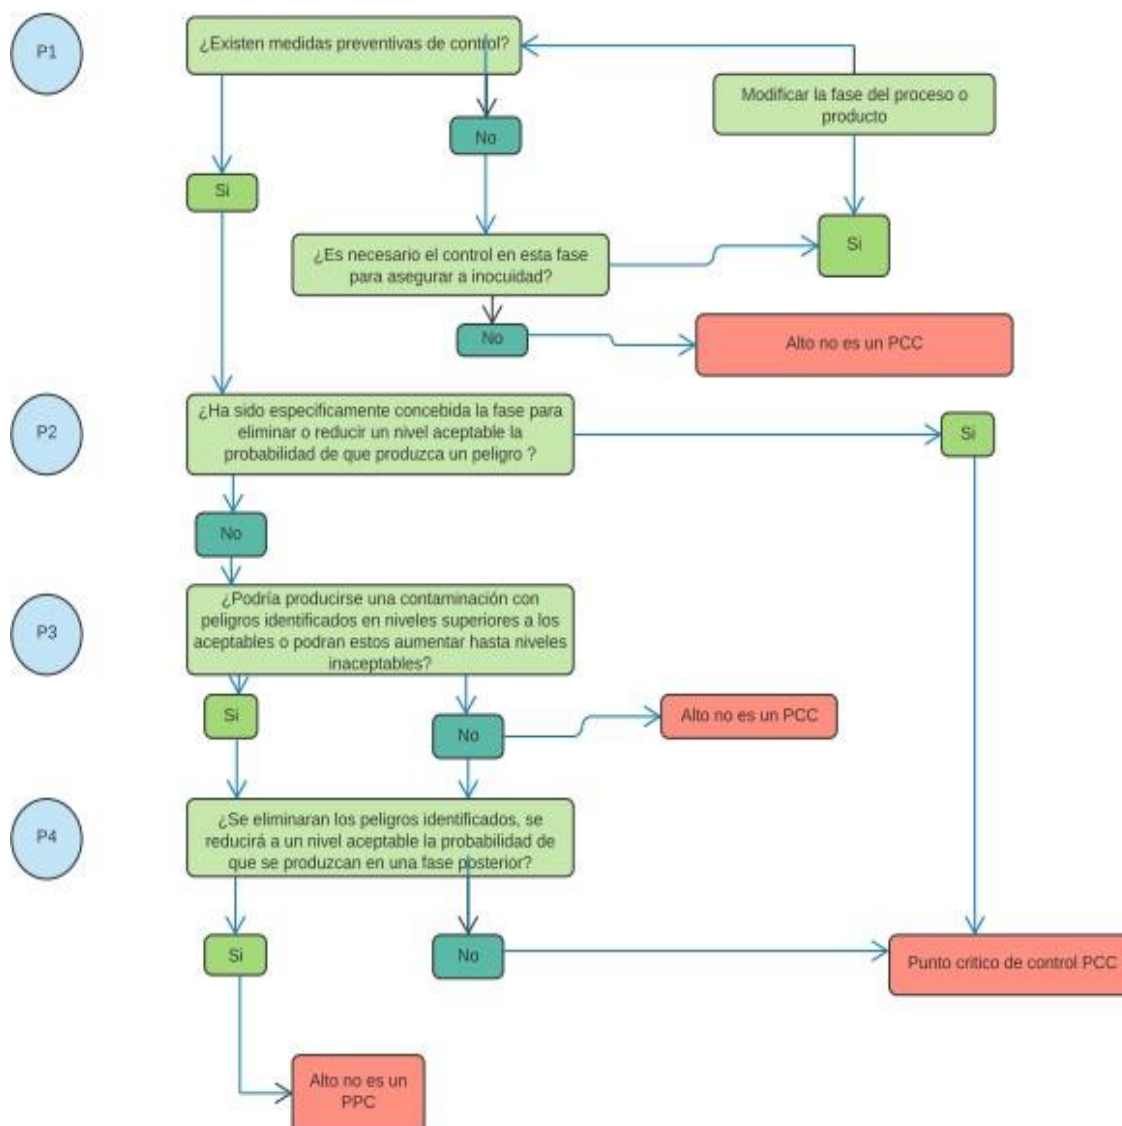 P1
¿Existen medidas preventivas de control?
Modificar la fase del proceso o
producto
No
Si
¿Es necesario el control en esta fase
para asegurar a inocuidad?
Si
No
Alto no es un PCC
P2
¿Ha sido especificamente concebida la fase para
eliminar o reducir un nivel aceptable la
probabilidad de que produzca un peligro ?
Si
No
P3
¿Podría producirse una contaminación con
peligros identificados en niveles superiores a los
aceptables o podran estos aumentar hasta niveles
inaceptables?
Si
No
Alto no es un PCC
P4
¿Se eliminaran los peligros identificados, se
reducirá a un nivel aceptable la probabilidad de
que se produzcan en una fase posterior?
Si
No
Punto critico de control PCC
Alto no es un
PPC